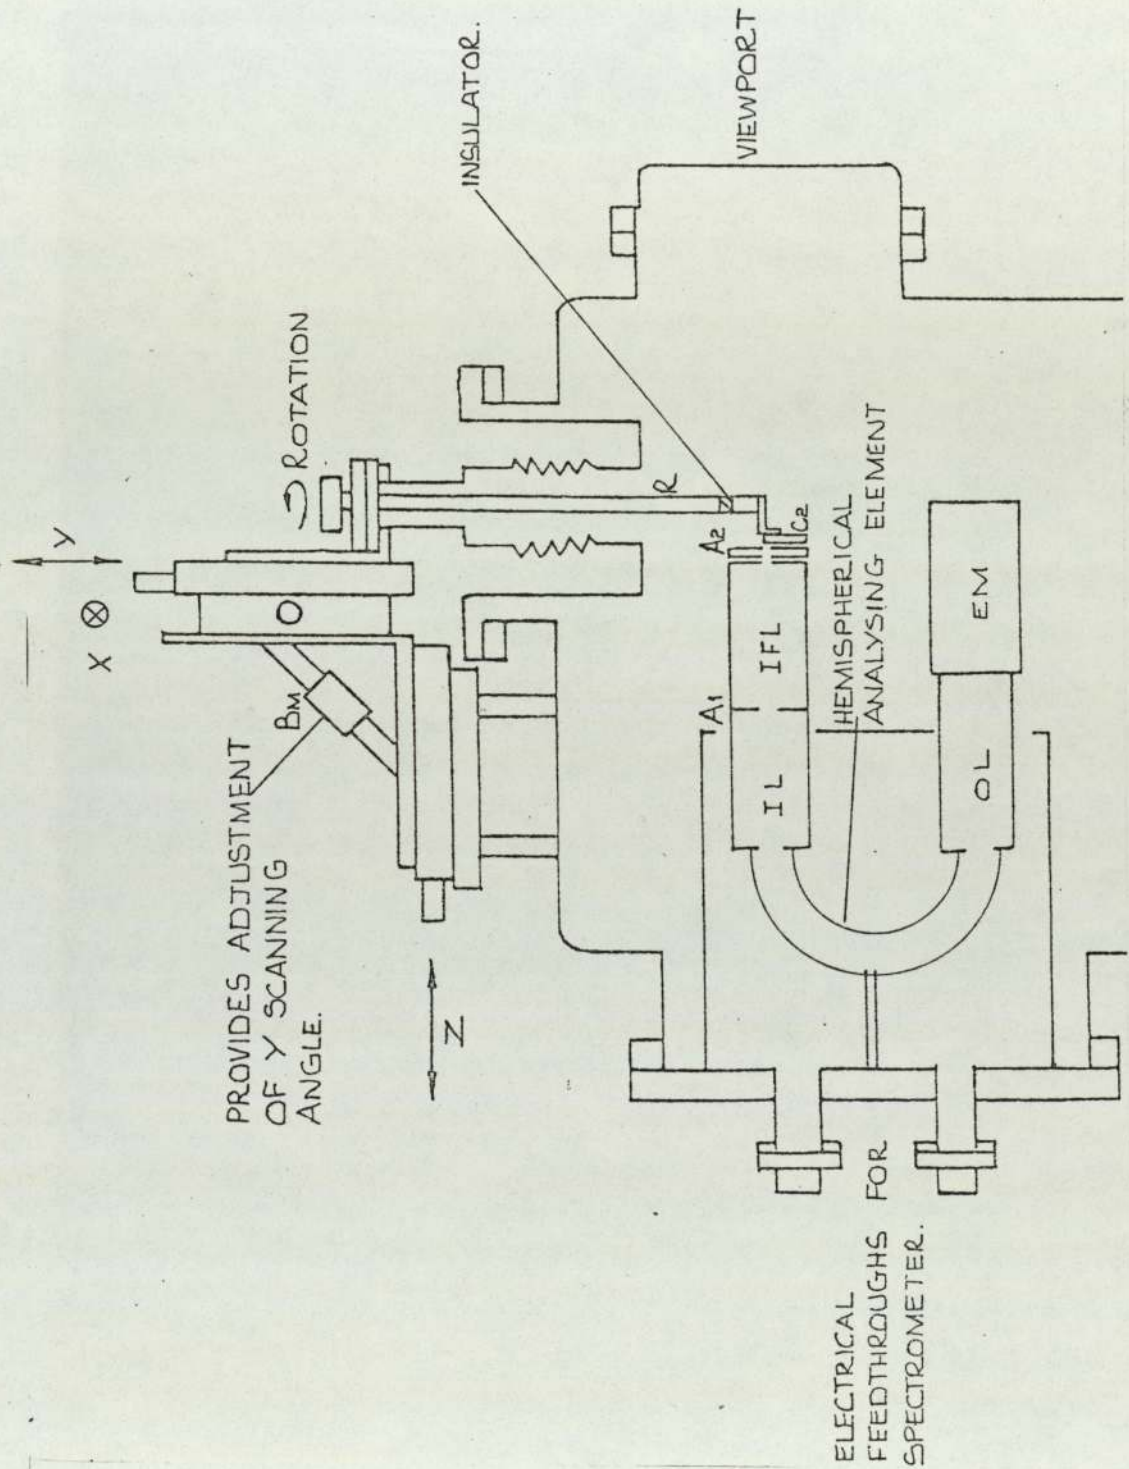 Y
X
ROTATION
BM
PROVIDES ADJUSTMENT
OF Y SCANNING
ANGLE.
Z
INSULATOR.
R
A2
C2
A1
IFL
IL
VIEWPORT
HEMISPHERICAL
ANALYSING ELEMENT
EM
OL
ELECTRICAL
FEEDTHROUGHS FOR
SPECTROMETER.